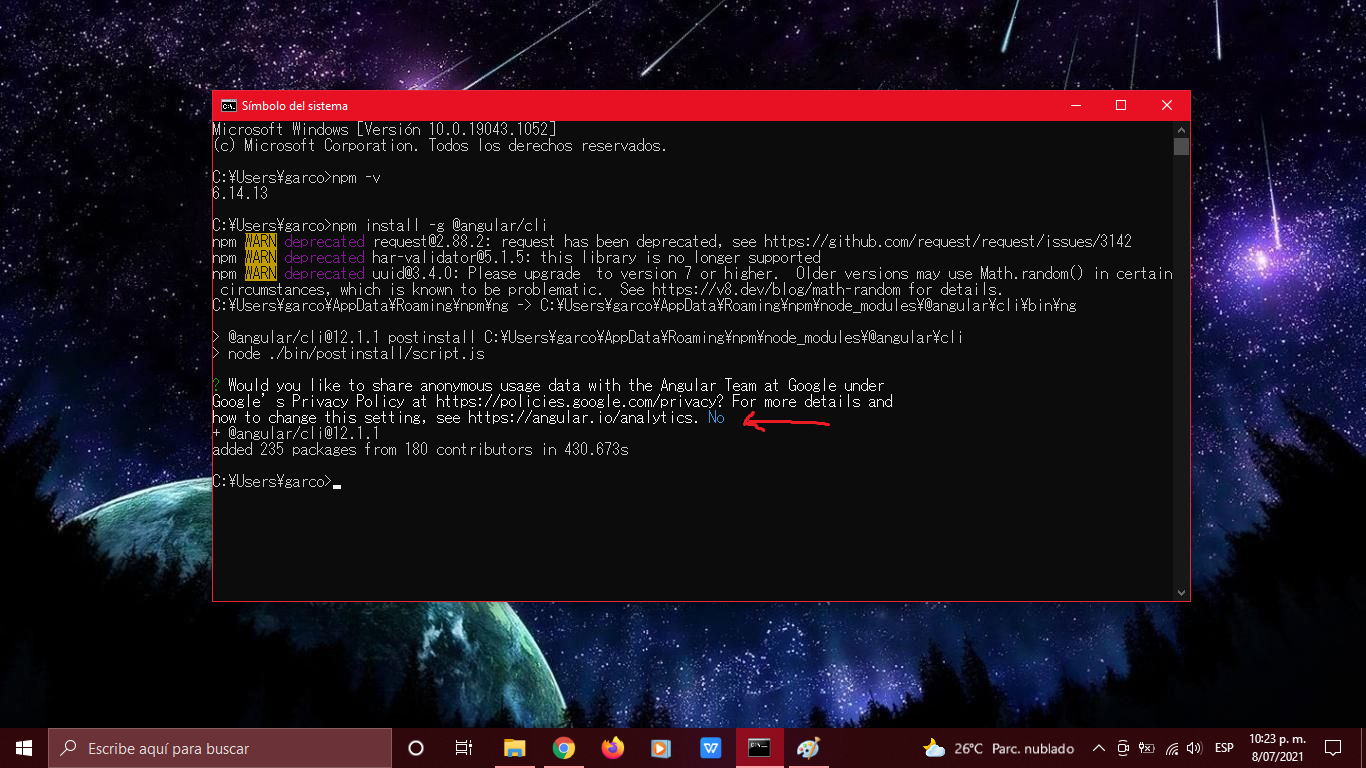 Símbolo del sistema
Microsoft Windows [Versión 10.0.19043.1052]
(c) Microsoft Corporation. Todos los derechos reservados.
C:¥Users¥garco>npm -v
6.14.13
C:¥Users¥garco>npm install -g @angular/cli
npm WARN deprecated request@2.88.2: request has been deprecated, see https://github.com/request/request/issues/3142
npm WARN deprecated har-validator@5.1.5: this library is no longer supported
npm WARN deprecated uuid@3.4.0: Please upgrade  to version 7 or higher.  Older versions may use Math.random() in certain
circumstances, which is known to be problematic.  See https://v8.dev/blog/math-random for details.
C:¥Users¥garco¥AppData¥Roaming¥npm¥ng -> C:¥Users¥garco¥AppData¥Roaming¥npm¥node_modules¥@angular¥cli¥bin¥ng
> @angular/cli@12.1.1 postinstall C:¥Users¥garco¥AppData¥Roaming¥npm¥node_modules¥@angular¥cli
> node ./bin/postinstall/script.js
? Would you like to share anonymous usage data with the Angular Team at Google under
Google’s Privacy Policy at https://policies.google.com/privacy? For more details and
how to change this setting, see https://angular.io/analytics. No
+ @angular/cli@12.1.1
added 235 packages from 180 contributors in 430.673s
C:¥Users¥garco>
Escribe aquí para buscar
26°C Parc. nublado
ESP
10:23 p. m.
8/07/2021